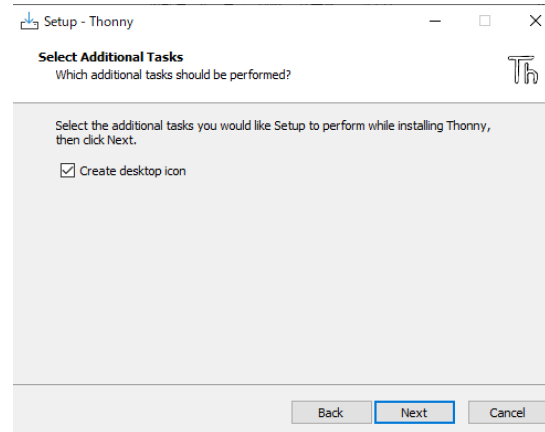 Setup - Thonny
Select Additional Tasks
Which additional tasks should be performed?
Th
Select the additional tasks you would like Setup to perform while installing Thonny,
then click Next.
Create desktop icon
Back
Next
Cancel